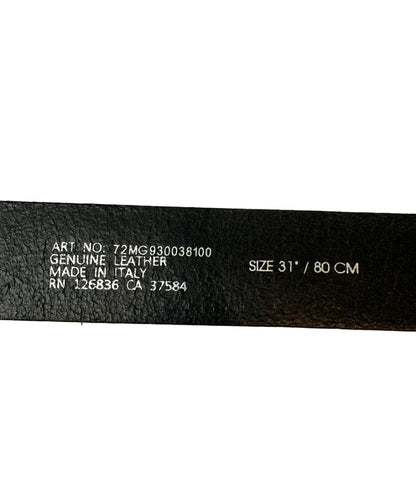 ART NO: 72MG930038100
GENUINE LEATHER
MADE IN ITALY
RN 126836 CA 37584
SIZE 31" / 80 CM